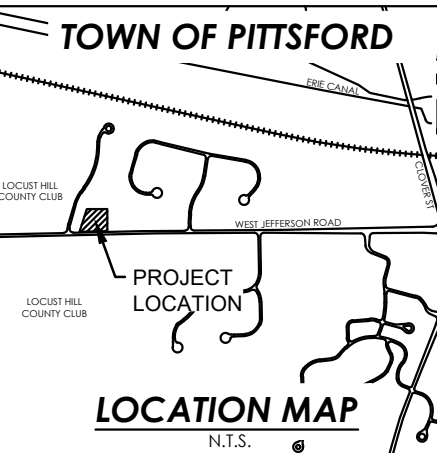 TOWN OF PITTSFORD
ERIE CANAL
CLOVER ST
LOCUST HILL
COUNTY CLUB
WEST JEFFERSON ROAD
PROJECT
LOCATION
LOCUST HILL
COUNTY CLUB
LOCATION MAP
N.T.S.